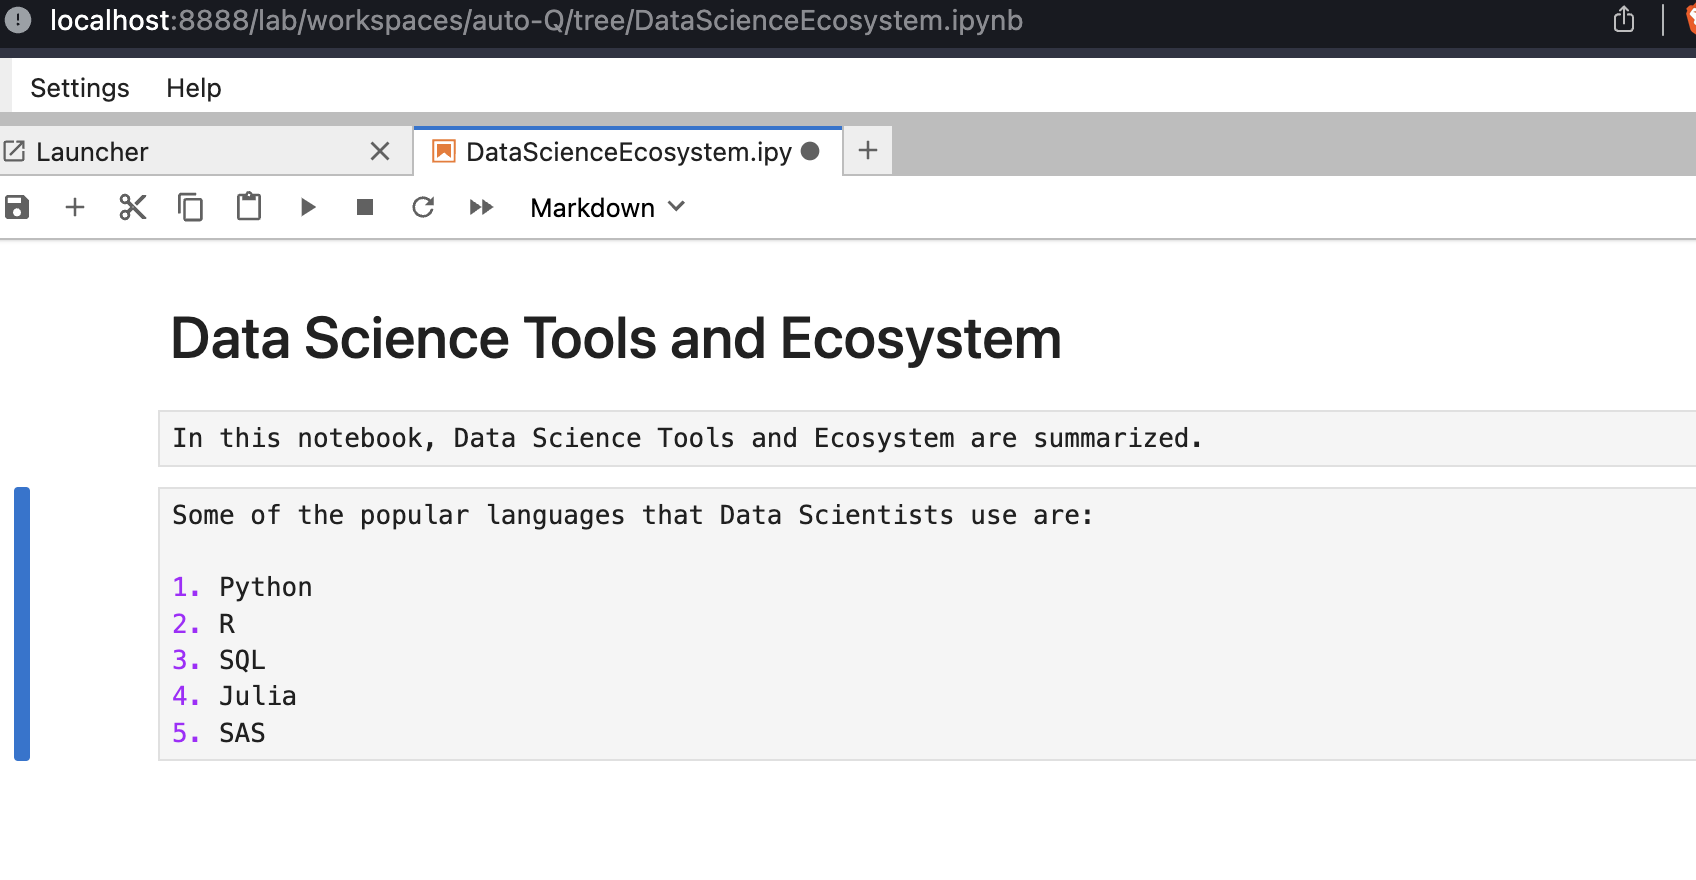 localhost:8888/lab/workspaces/auto-Q/tree/DataScienceEcosystem.ipynb
Settings Help
Launcher DataScienceEcosystem.ipy
Markdown
Data Science Tools and Ecosystem
In this notebook, Data Science Tools and Ecosystem are summarized.
Some of the popular languages that Data Scientists use are:
1. Python
2. R
3. SQL
4. Julia
5. SAS